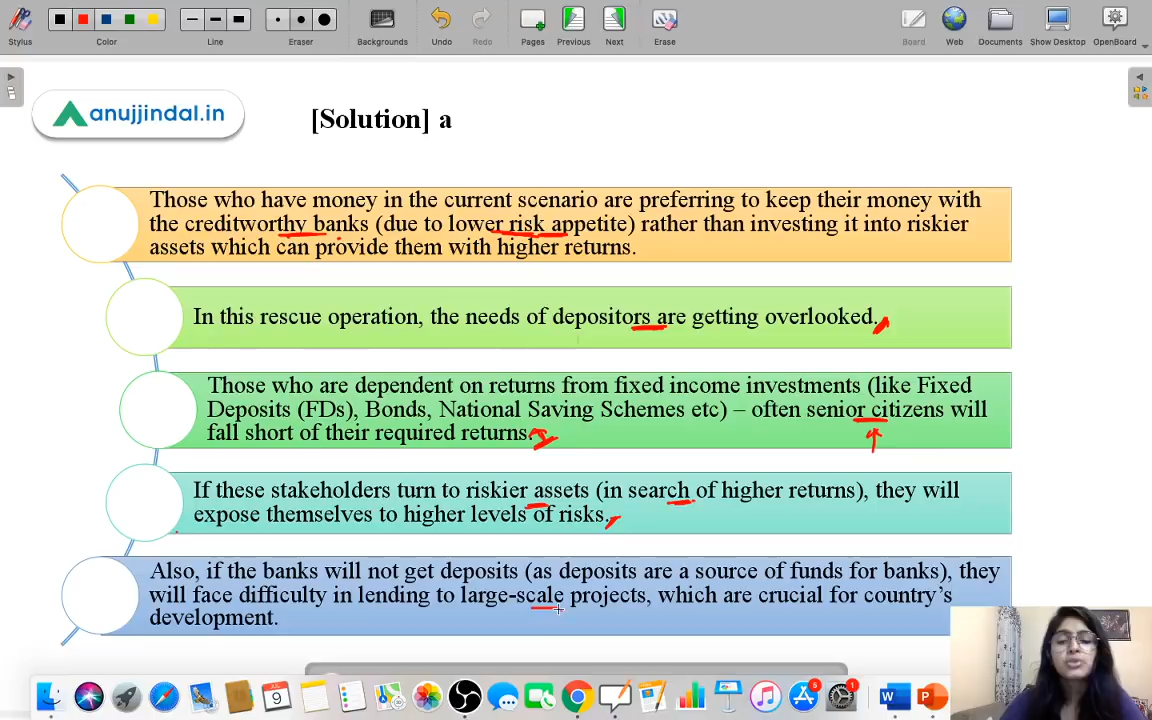 Stylus
Color
Line
Eraser
Backgrounds
Undo
Redo
Pages
Previous
Next
Erase
Board
Web
Documents
Show Desktop
OpenBoard
anujjindal.in
[Solution] a
Those who have money in the current scenario are preferring to keep their money with
the creditworthy banks (due to lower risk appetite) rather than investing it into riskier
assets which can provide them with higher returns.
In this rescue operation, the needs of depositors are getting overlooked.
Those who are dependent on returns from fixed income investments (like Fixed
Deposits (FDs), Bonds, National Saving Schemes etc) – often senior citizens will
fall short of their required returns.
If these stakeholders turn to riskier assets (in search of higher returns), they will
expose themselves to higher levels of risks.
Also, if the banks will not get deposits (as deposits are a source of funds for banks), they
will face difficulty in lending to large-scale projects, which are crucial for country's
development.
JUL
9
5
1
W
P